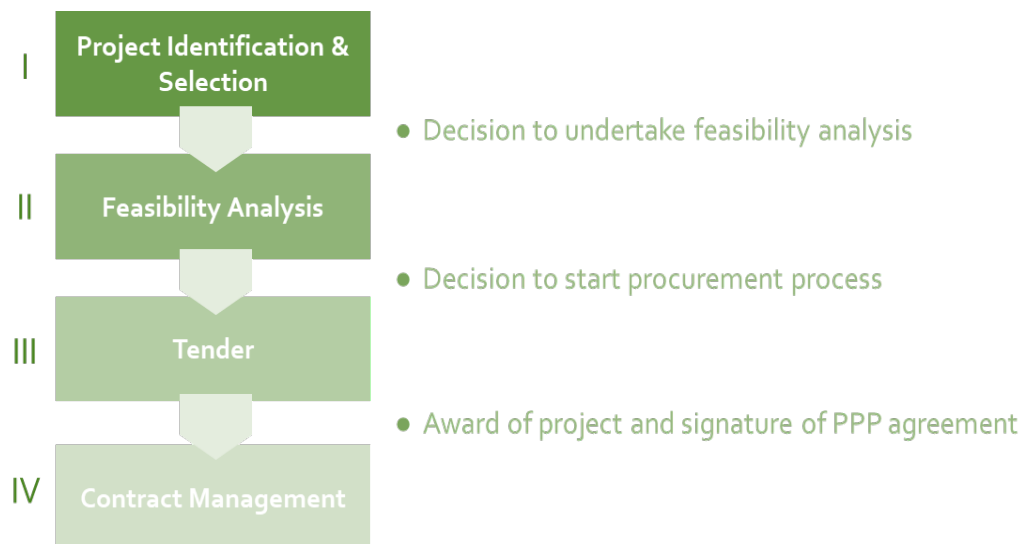 I
Project Identification &
Selection
● Decision to undertake feasibility analysis
II
Feasibility Analysis
● Decision to start procurement process
III
Tender
● Award of project and signature of PPP agreement
IV
Contract Management